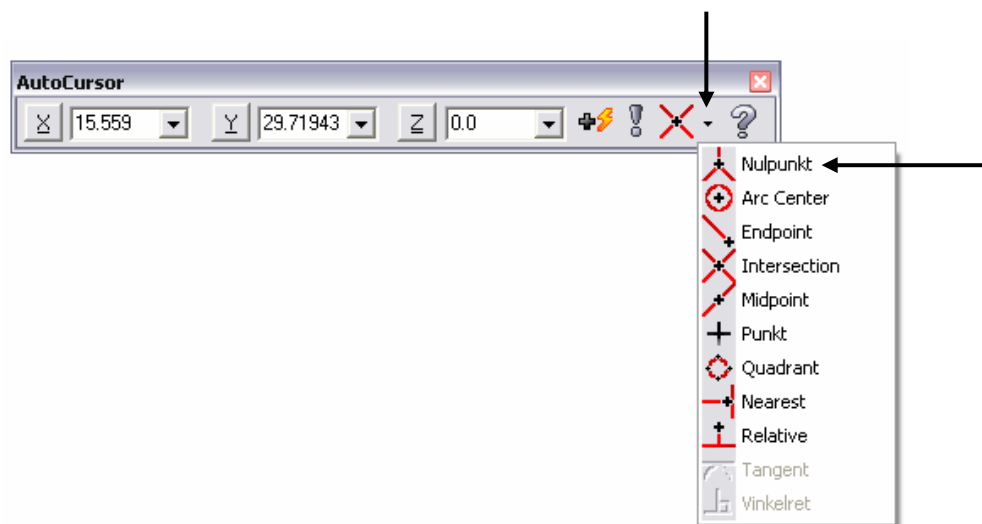 AutoCursor
X 15.559 Y 29.71943 Z 0.0
Nulpunkt
Arc Center
Endpoint
Intersection
Midpoint
Punkt
Quadrant
Nearest
Relative
Tangent
Vinkelret